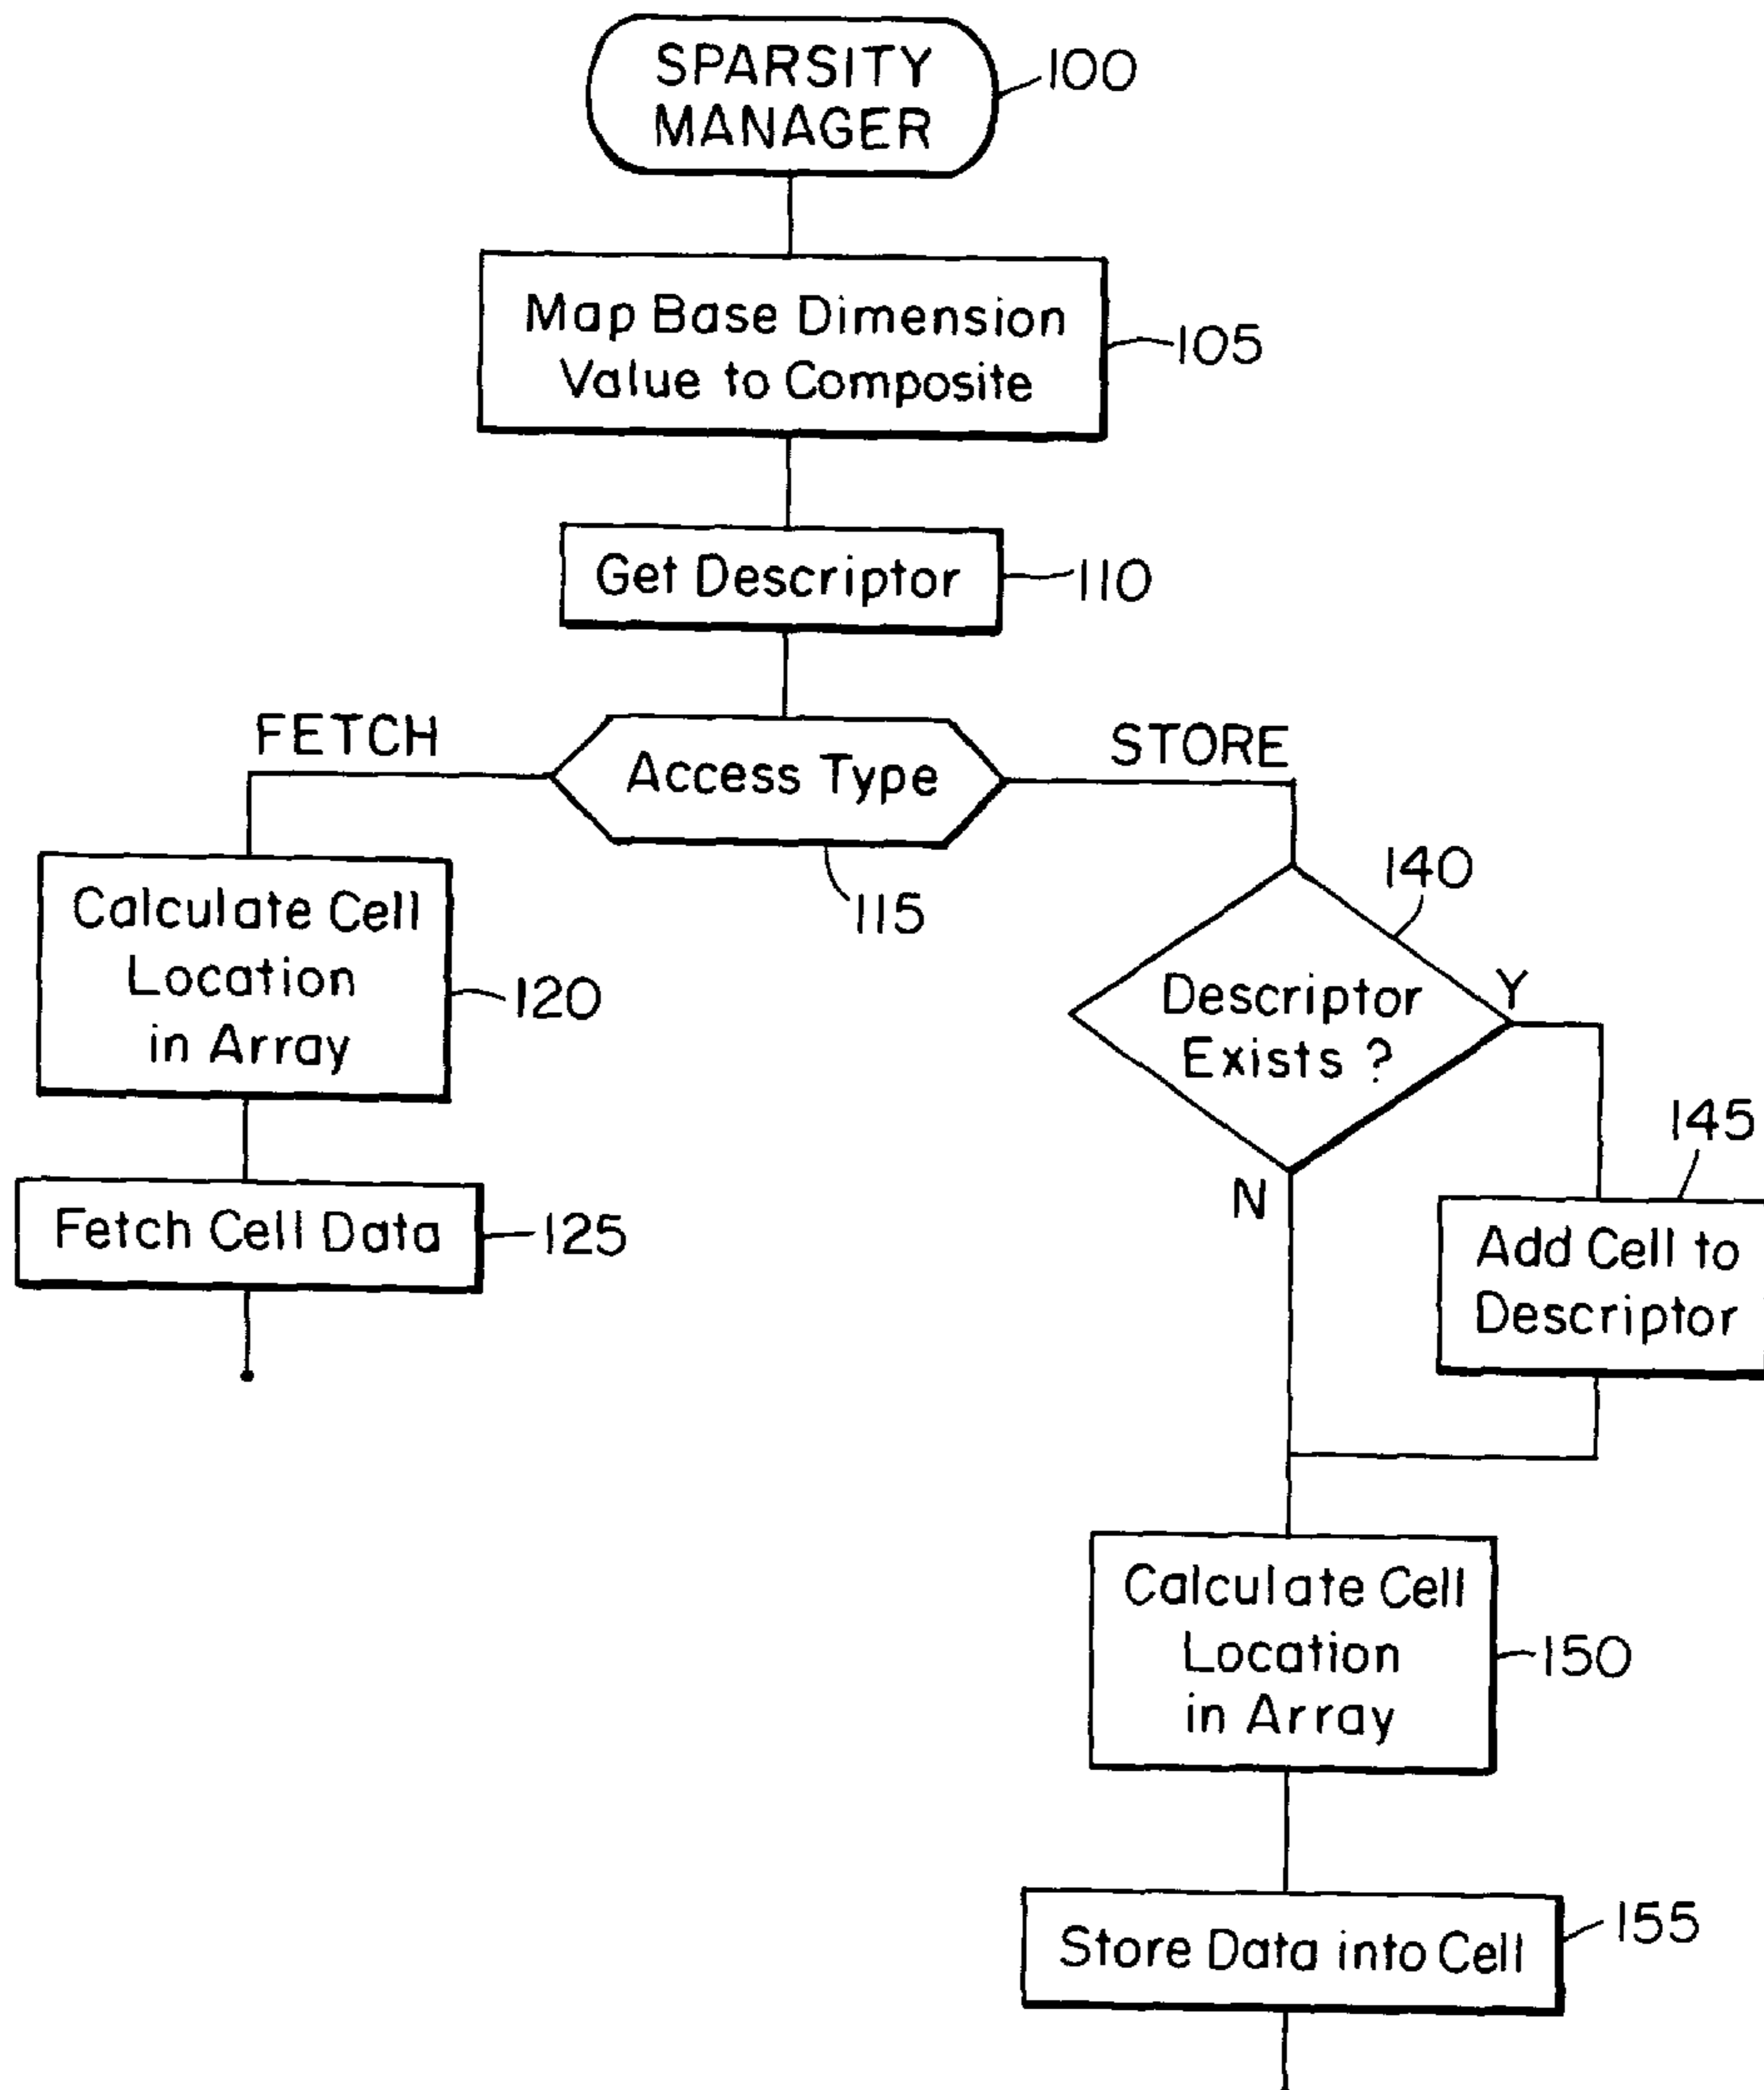 SPARSITY
MANAGER
100
Map Base Dimension
Value to Composite
105
Get Descriptor
110
FETCH
Access Type
STORE
115
Calculate Cell
Location
in Array
120
140
Descriptor
Exists ?
Y
N
Fetch Cell Data
125
145
Add Cell to
Descriptor
Calculate Cell
Location
in Array
150
Store Data into Cell
155